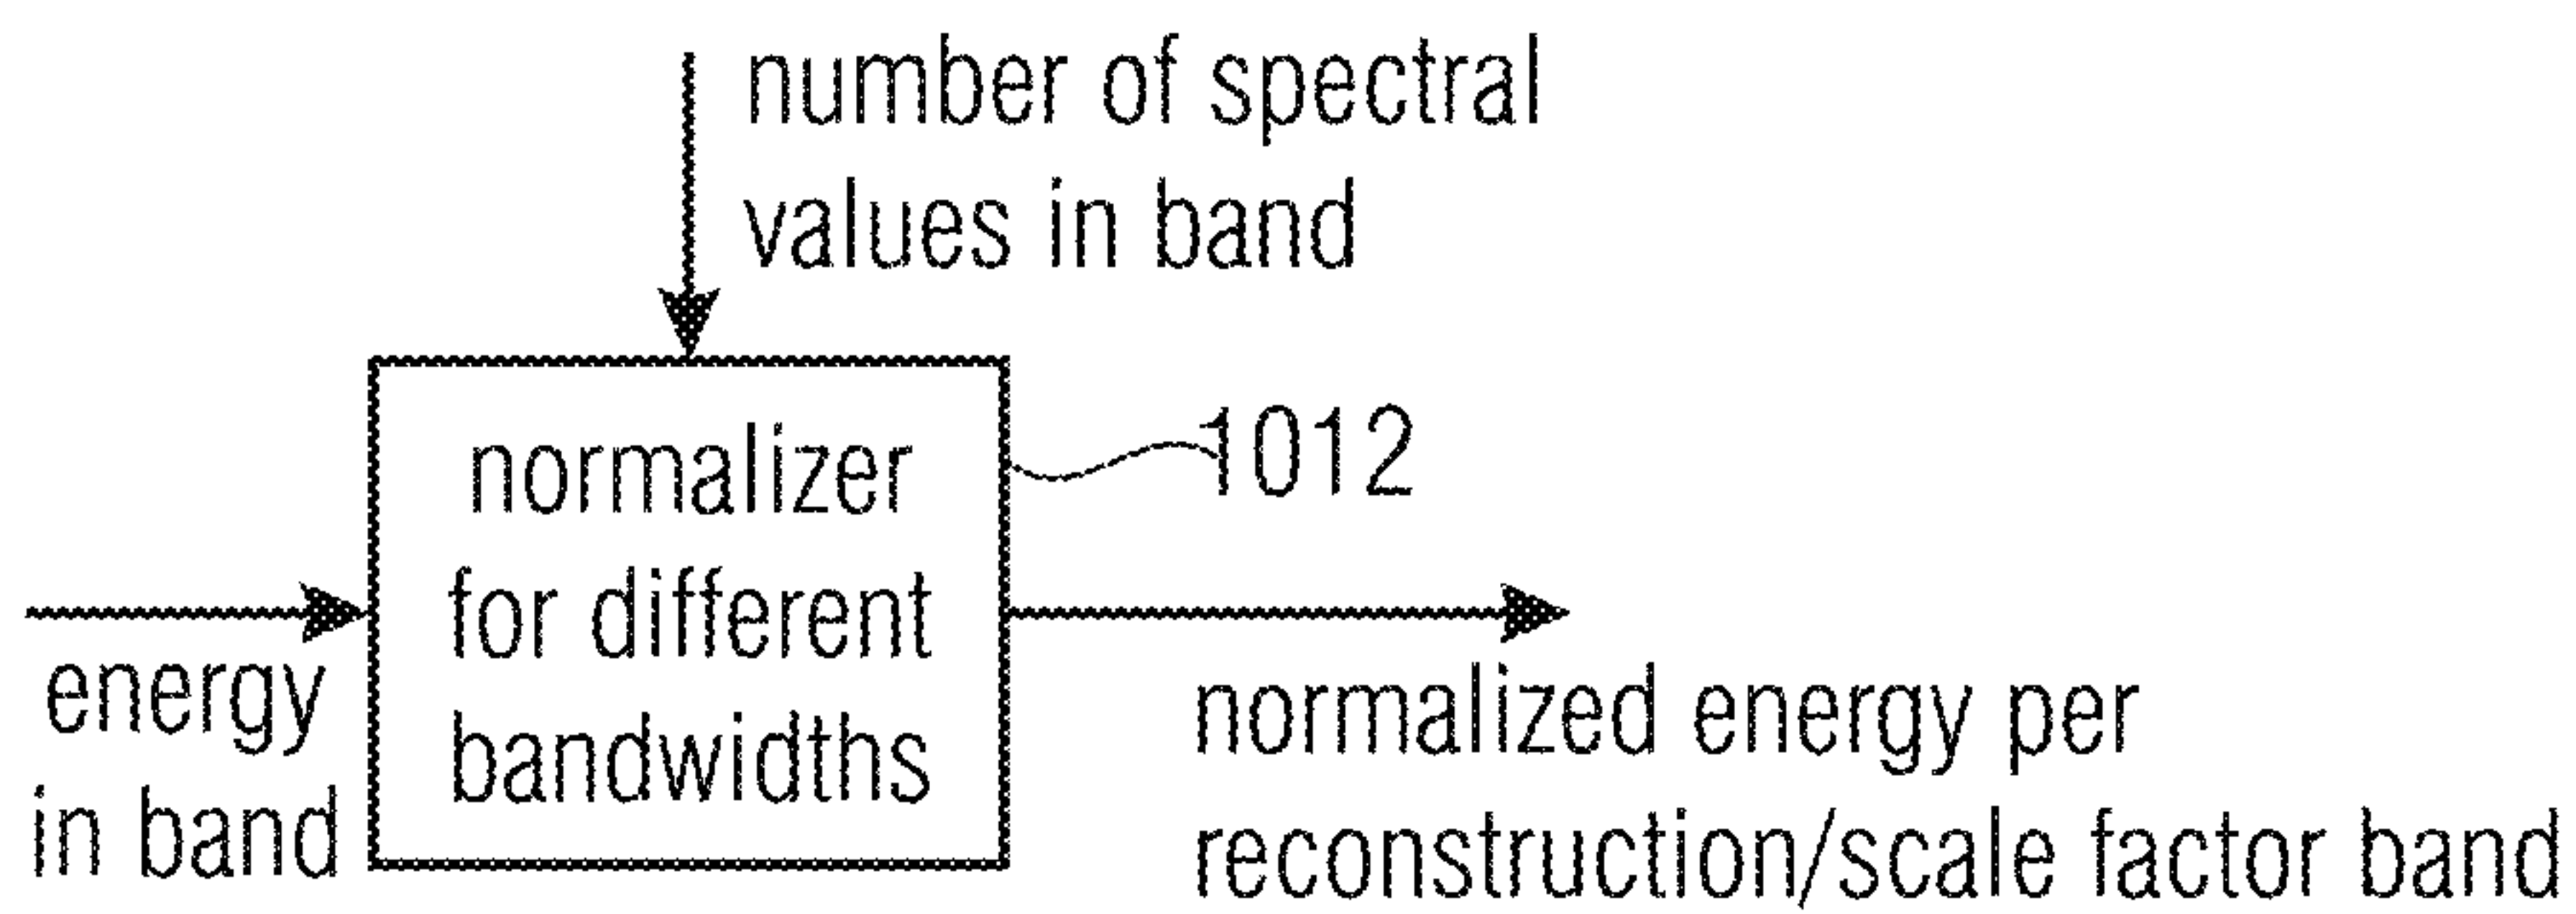 number of spectral
values in band
normalizer
for different
bandwidths
1012
energy
in band
normalized energy per
reconstruction/scale factor band